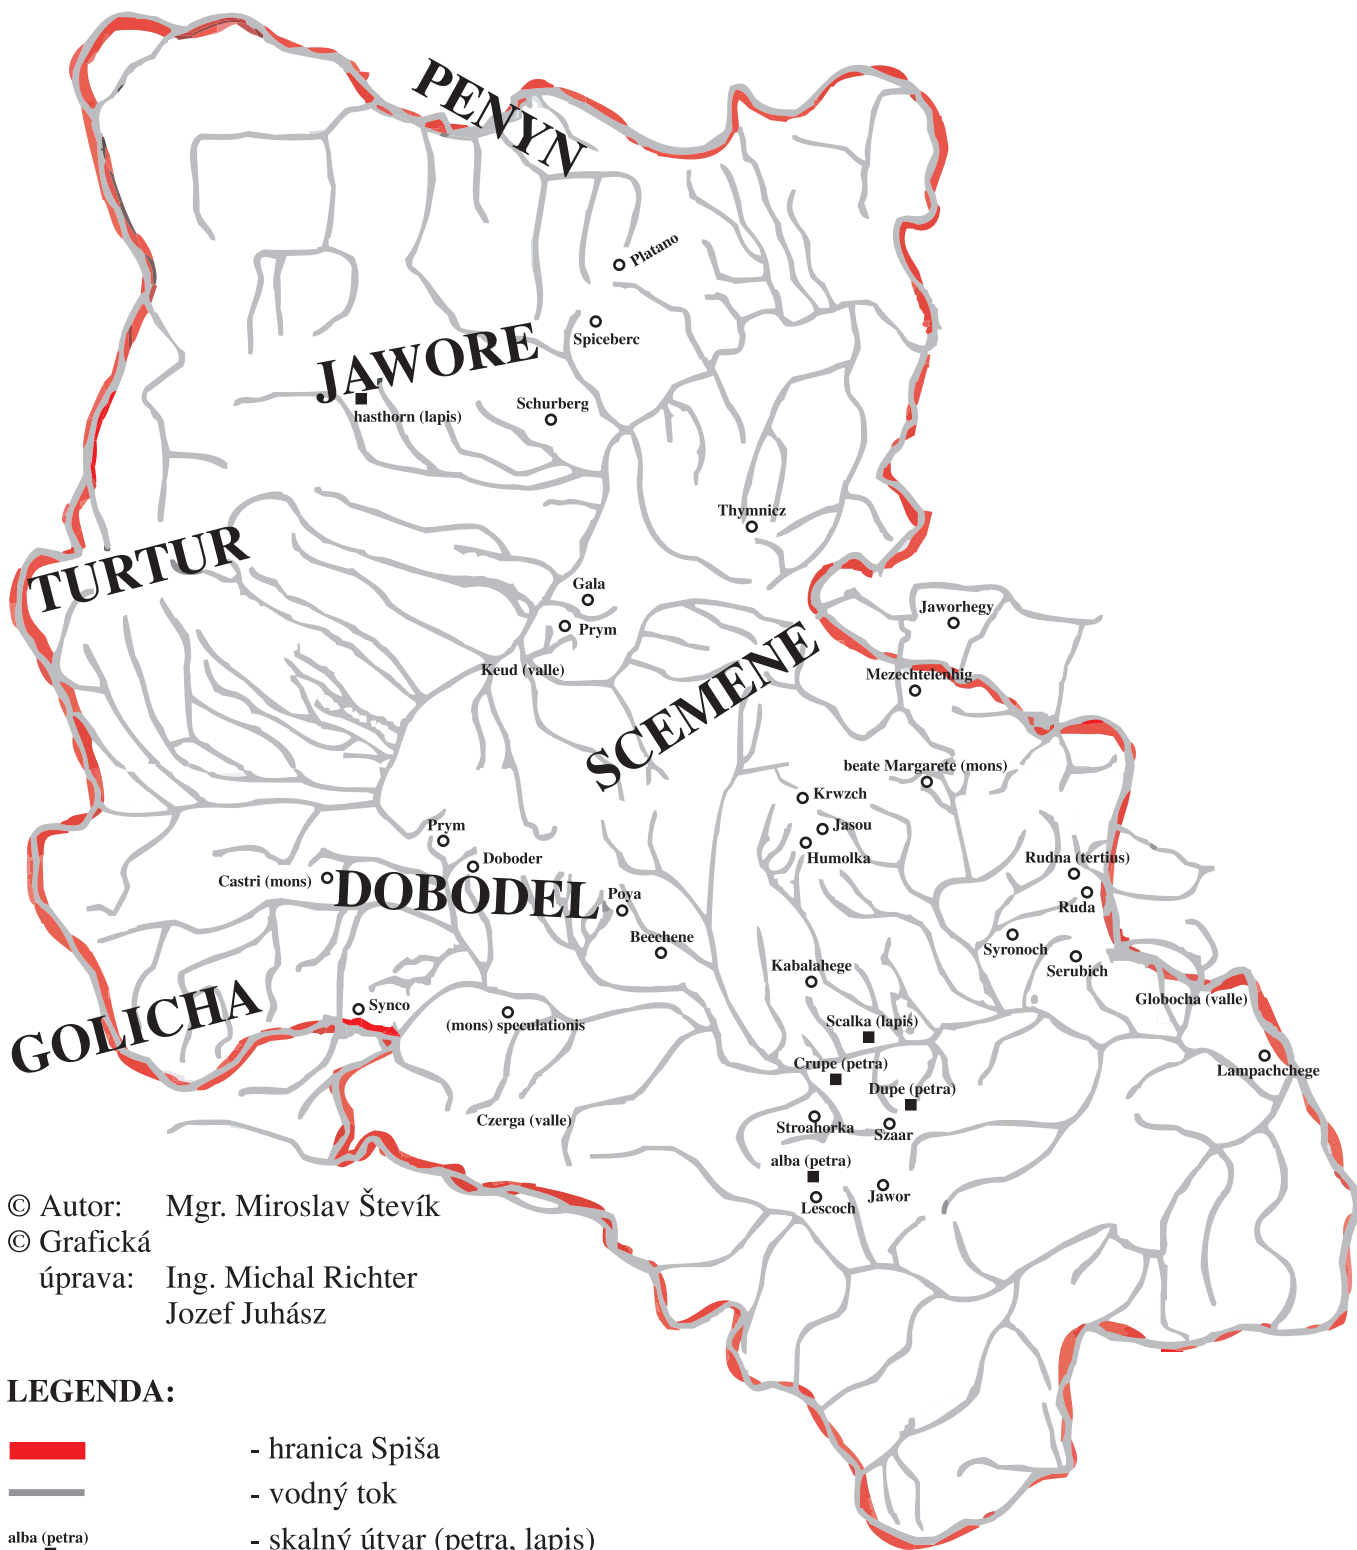 PENYN
Platano
Spiceberc
JAWORE
hasthorn (lapis)
Schurberg
Thymnicz
TURTUR
Gala
Prym
Keud (valle)
Jaworhegy
SCEMENE
Mezechtelenhig
beate Margarete (mons)
Krwzch
Jasou
Humolka
Prym
Doboder
Castri (mons)
DOBODEL
Poya
Beechene
Rudna (tertius)
Ruda
Syronoch
Serubich
Kabalahege
Globocha (valle)
GOLICHA
Synco
(mons) speculationis
Scalka (lapis)
Crupe (petra)
Dupe (petra)
Lampachchege
Czerga (valle)
Stroahorka
Szaar
alba (petra)
Lescoch
Jawor
© Autor: Mgr. Miroslav Števík
© Grafická
úprava: Ing. Michal Richter
Jozef Juhász
LEGENDA:
- hranica Spiša
- vodný tok
alba (petra) - skalný útvar (petra, lapis)